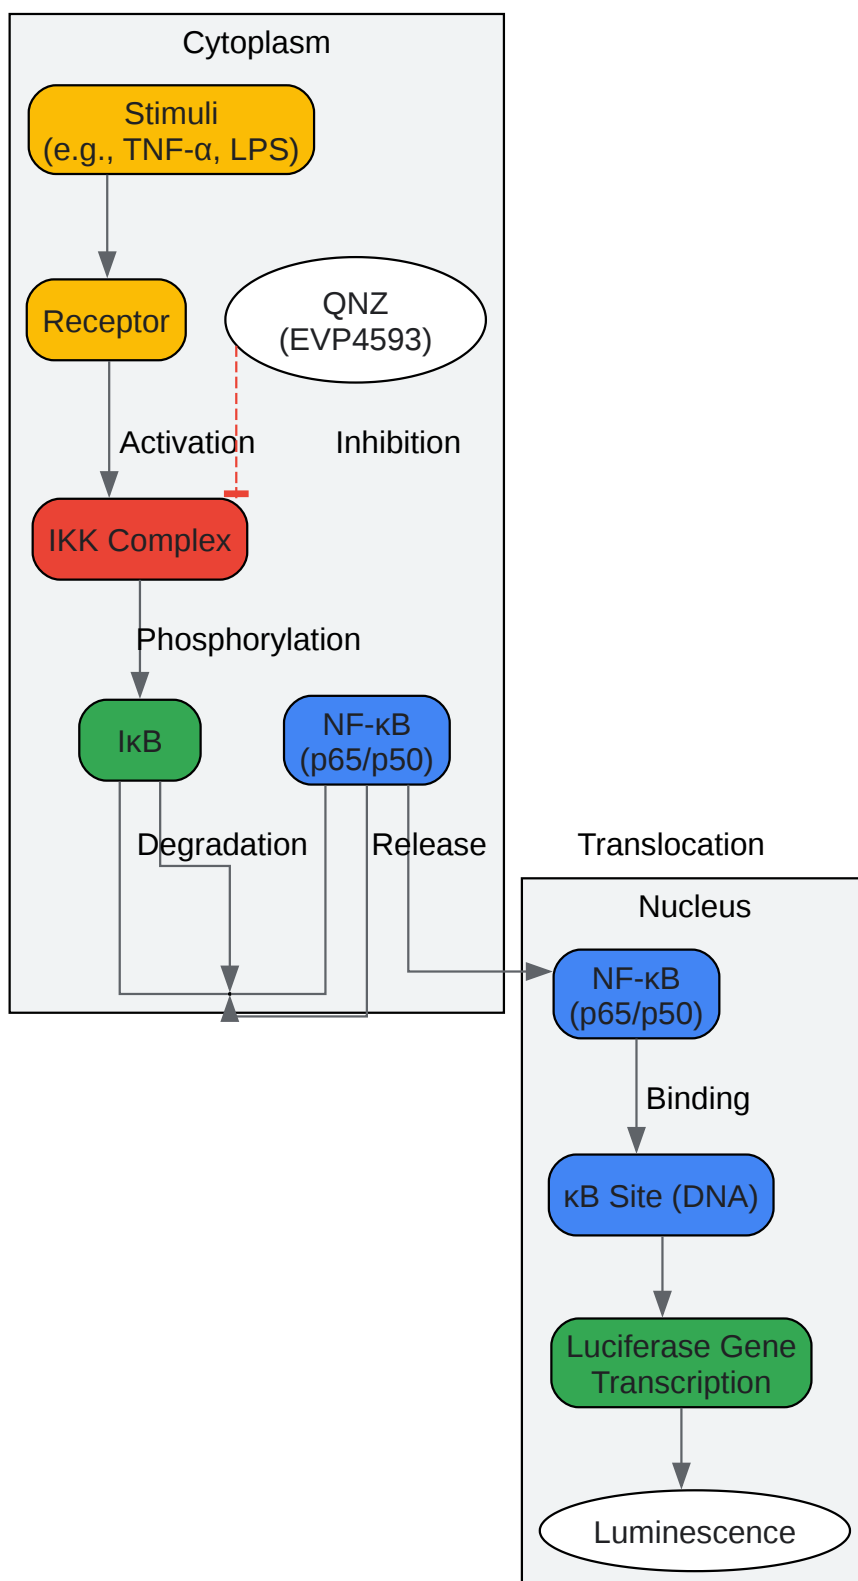 Cytoplasm
Stimuli
(e.g., TNF-α, LPS)
Receptor
QNZ
(EVP4593)
Activation
Inhibition
IKK Complex
Phosphorylation
IκB
NF-κB
(p65/p50)
Degradation
Release
Translocation
Nucleus
NF-κB
(p65/p50)
Binding
κB Site (DNA)
Luciferase Gene
Transcription
Luminescence